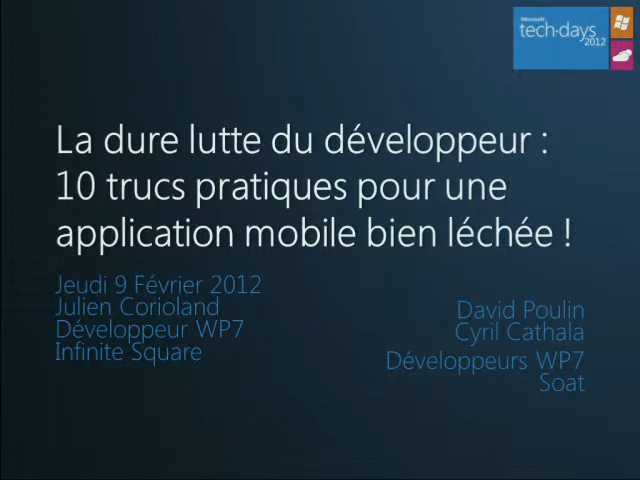 Microsoft
tech·days
2012
La dure lutte du développeur :
10 trucs pratiques pour une
application mobile bien léchée !
Jeudi 9 Février 2012
Julien Corioland
Développeur WP7
Infinite Square
David Poulin
Cyril Cathala
Développeurs WP7
Soat